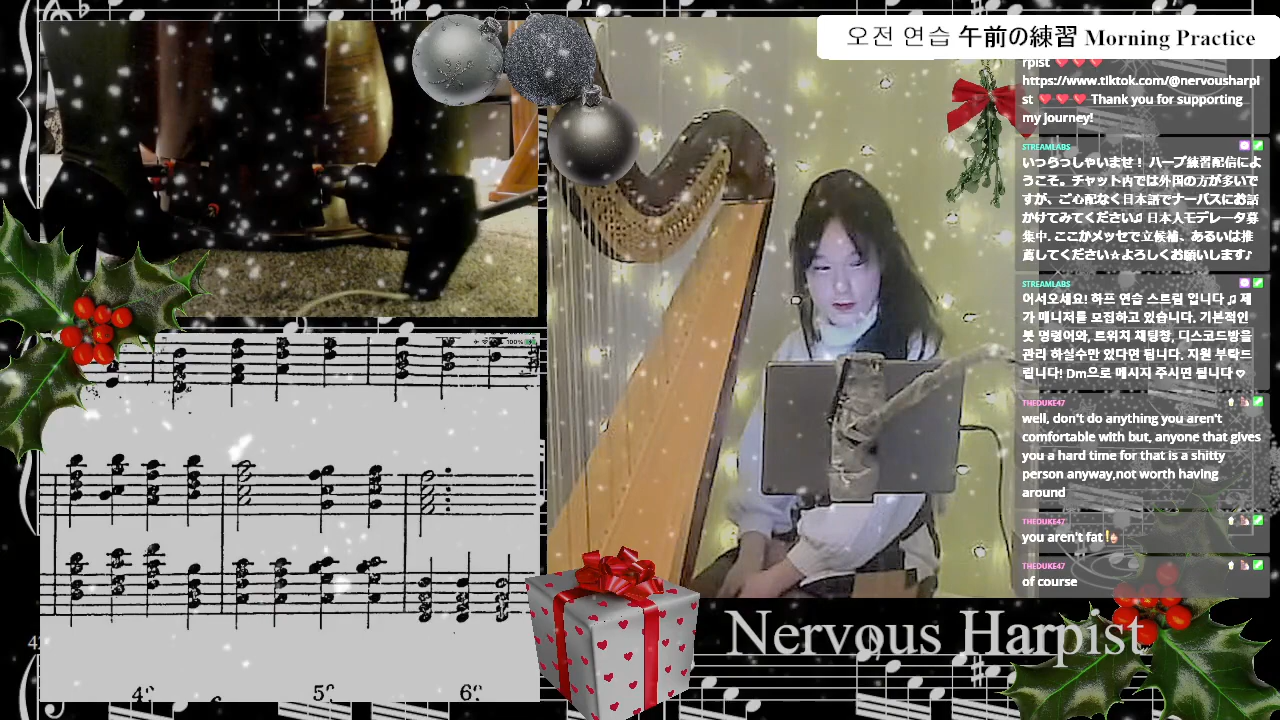 오전 연습 午前の練習 Morning Practice
rpist ❤️ ❤️ ❤️
https://www.tiktok.com/@nervousharpi
st ❤️ ❤️ ❤️ Thank you for supporting
my journey!
STREAMLABS
いらっしゃいませ！ ハープ練習配信によ
うこそ。チャット内では外国の方が多いで
すが、ご心配なく日本語でナーバスにお話
かけてみてください♫ 日本人モデレータ募
集中. ここかメッセで立候補、あるいは推
薦してください☆よろしくお願いします♪
STREAMLABS
어서오세요! 하프 연습 스트림 입니다 ♫ 제
가 매니저를 모집하고 있습니다. 기본적인
봇 명령어와, 트위치 채팅창, 디스코드방을
관리 하실수만 있다면 됩니다. 지원 부탁드
립니다! Dm으로 메시지 주시면 됩니다 ♡
THEDUKE47
well, don't do anything you aren't
comfortable with but, anyone that gives
you a hard time for that is a shitty
person anyway,not worth having
around
THEDUKE47
you aren't fat
THEDUKE47
of course
100%
4
5
6
Nervous Harpist